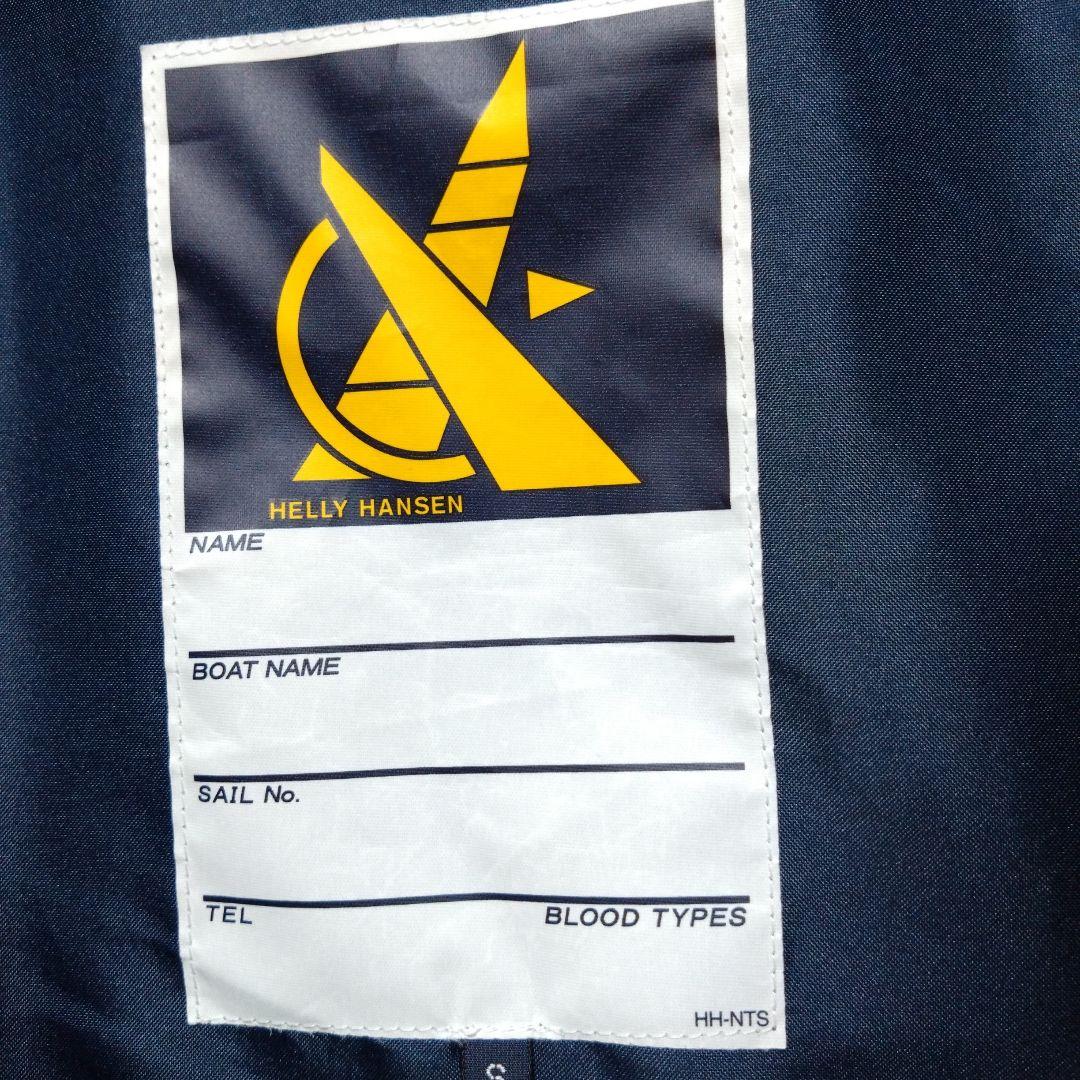 HELLY HANSEN
NAME
BOAT NAME
SAIL No.
TEL BLOOD TYPES
HH-NTS